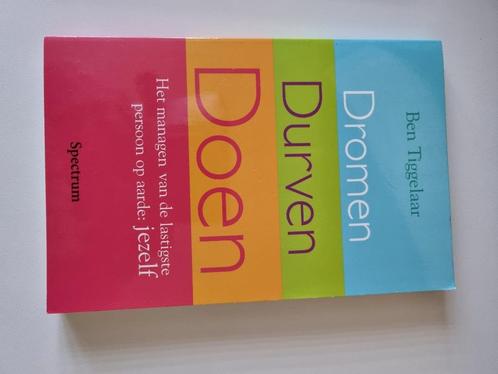 Ben Tiggelaar
Dromen
Durven
Doen
Het managen van de lastigste
persoon op aarde: jezelf
Spectrum